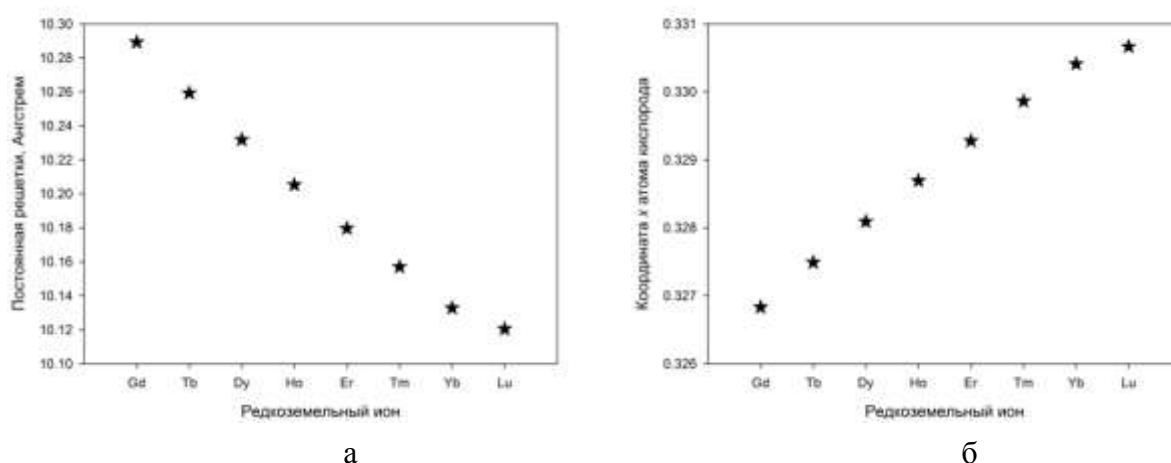 Постоянная решетки, Ангстрем
10.30
10.28
10.26
10.24
10.22
10.20
10.18
10.16
10.14
10.12
10.10
Gd Tb Dy Ho Er Tm Yb Lu
Редкоземельный ион
а
Координата x атома кислорода
0.331
0.330
0.329
0.328
0.327
0.326
Gd Tb Dy Ho Er Tm Yb Lu
Редкоземельный ион
б